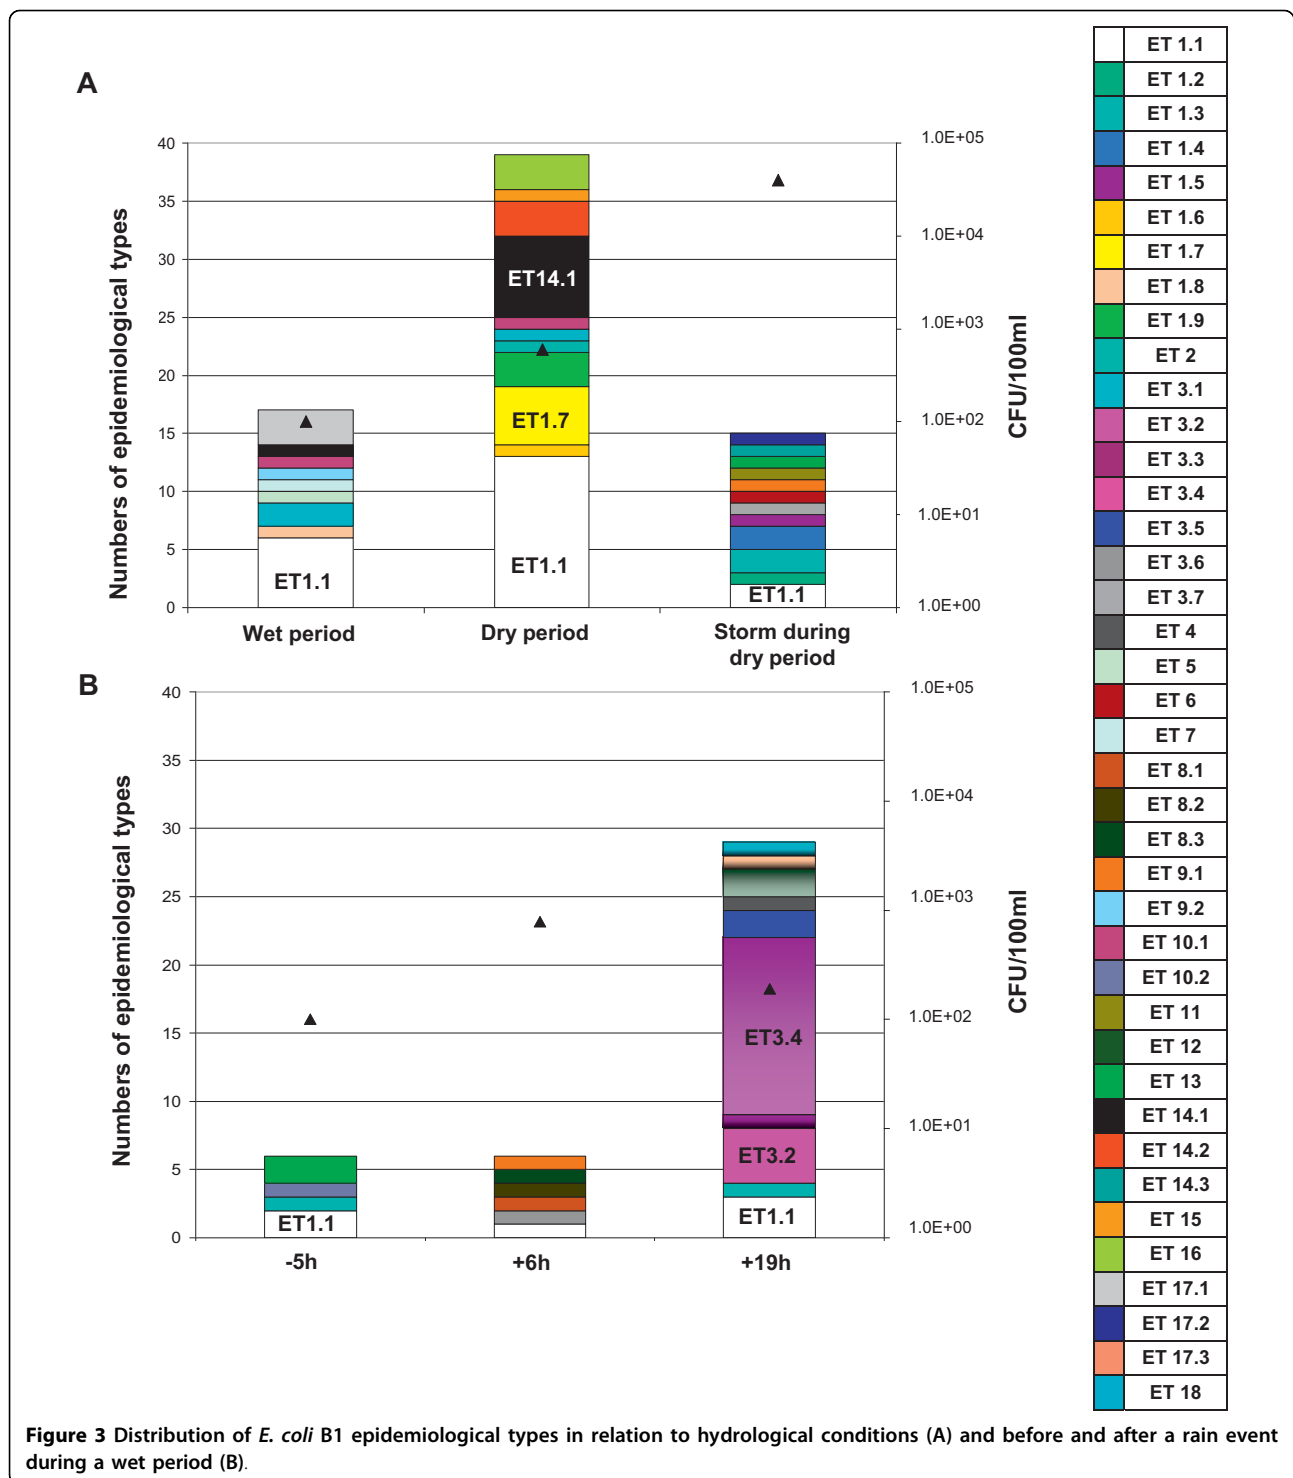 A
Numbers of epidemiological types
40
35
30
25
20
15
10
5
0
ET1.1
ET14.1
ET1.7
ET1.1
ET1.1
1.0E+05
1.0E+04
1.0E+03
1.0E+02
1.0E+01
1.0E+00
CFU/100ml
Wet period
Dry period
Storm during
dry period
B
Numbers of epidemiological types
40
35
30
25
20
15
10
5
0
ET1.1
ET3.4
ET3.2
ET1.1
1.0E+05
1.0E+04
1.0E+03
1.0E+02
1.0E+01
1.0E+00
CFU/100ml
-5h
+6h
+19h
ET 1.1
ET 1.2
ET 1.3
ET 1.4
ET 1.5
ET 1.6
ET 1.7
ET 1.8
ET 1.9
ET 2
ET 3.1
ET 3.2
ET 3.3
ET 3.4
ET 3.5
ET 3.6
ET 3.7
ET 4
ET 5
ET 6
ET 7
ET 8.1
ET 8.2
ET 8.3
ET 9.1
ET 9.2
ET 10.1
ET 10.2
ET 11
ET 12
ET 13
ET 14.1
ET 14.2
ET 14.3
ET 15
ET 16
ET 17.1
ET 17.2
ET 17.3
ET 18
Figure 3 Distribution of E. coli B1 epidemiological types in relation to hydrological conditions (A) and before and after a rain event
during a wet period (B).